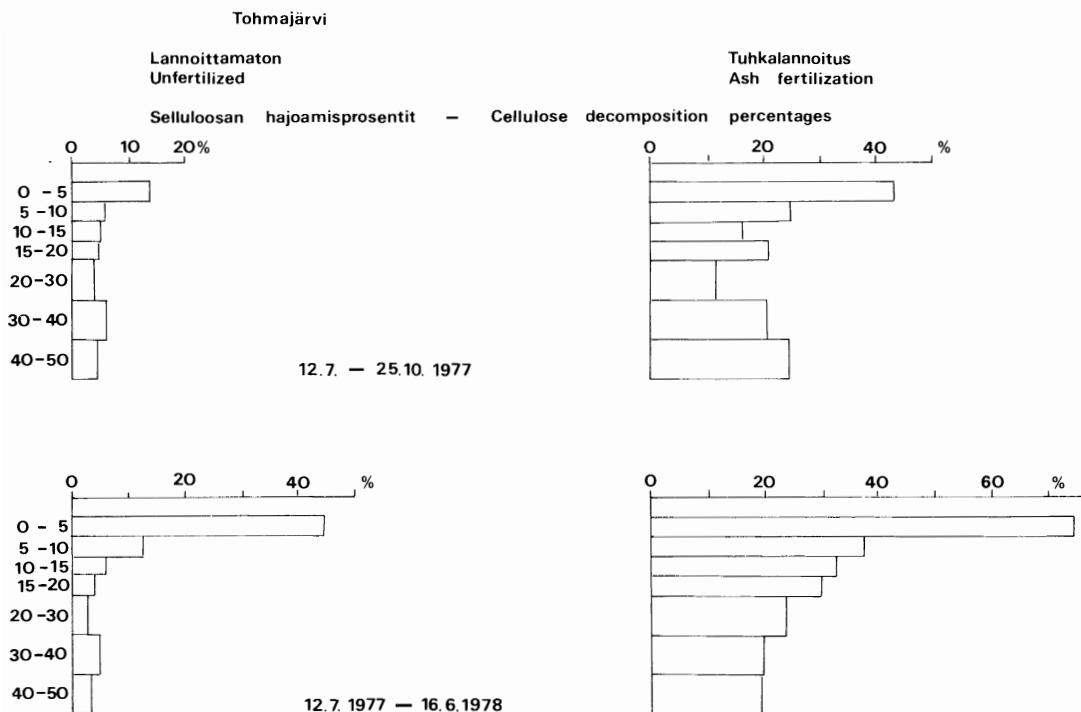 Tohmajärvi
Lannoittamaton
Unfertilized
Tuhkalannoitus
Ash fertilization
Selluloosan hajoamisprosentit – Cellulose decomposition percentages
0 10 20%
0 20 40 %
0 – 5
5 – 10
10 – 15
15 – 20
20 – 30
30 – 40
40 – 50
12.7. – 25.10. 1977
0 20 40 %
0 20 40 60 %
0 – 5
5 – 10
10 – 15
15 – 20
20 – 30
30 – 40
40 – 50
12.7. 1977 – 16.6.1978